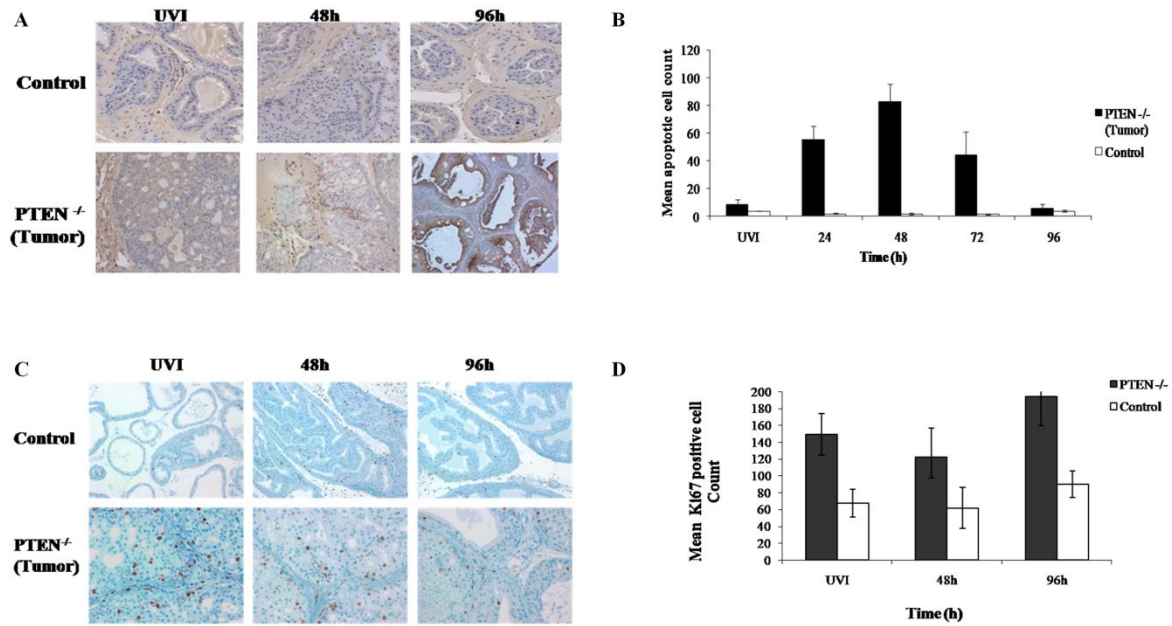 A
UVI 48h 96h
Control
PTEN -/-
(Tumor)
B
Mean apoptotic cell count
120
100
80
60
40
20
0
UVI 24 48 72 96
Time (h)
PTEN -/-
(Tumor)
Control
C
UVI 48h 96h
Control
PTEN-/-
(Tumor)
D
Mean KI67 positive cell
Count
200
180
160
140
120
100
80
60
40
20
0
UVI 48h 96h
Time (h)
PTEN-/-
Control